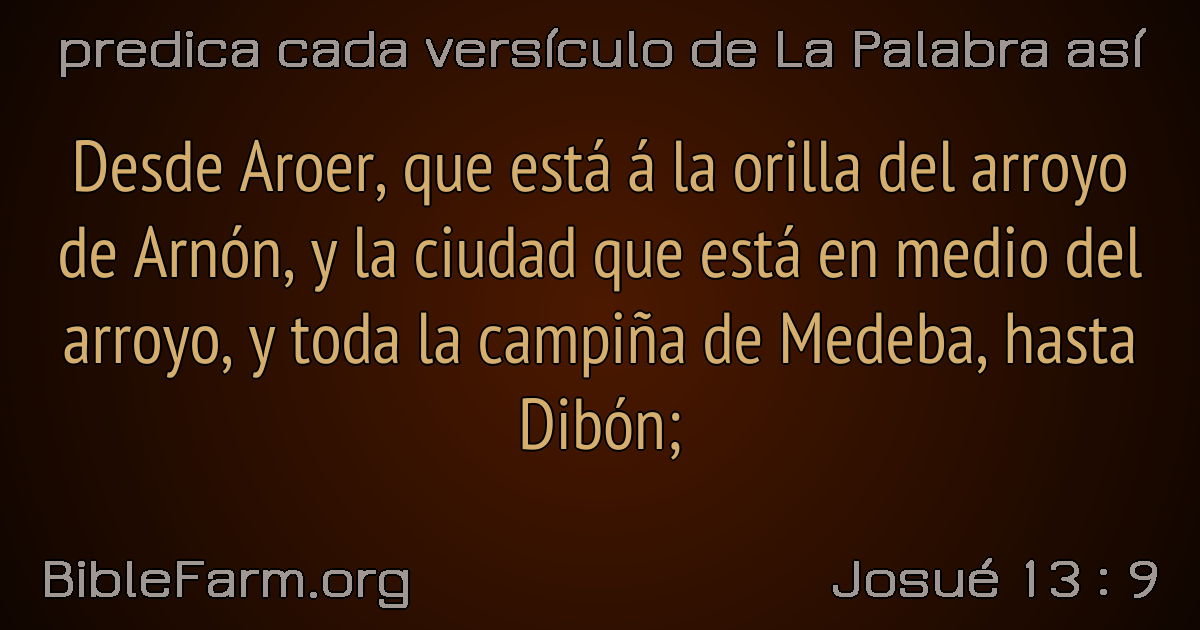 predica cada versículo de La Palabra así
Desde Aroer, que está á la orilla del arroyo
de Arnón, y la ciudad que está en medio del
arroyo, y toda la campiña de Medeba, hasta
Dibón;
BibleFarm.org
Josué 13 : 9